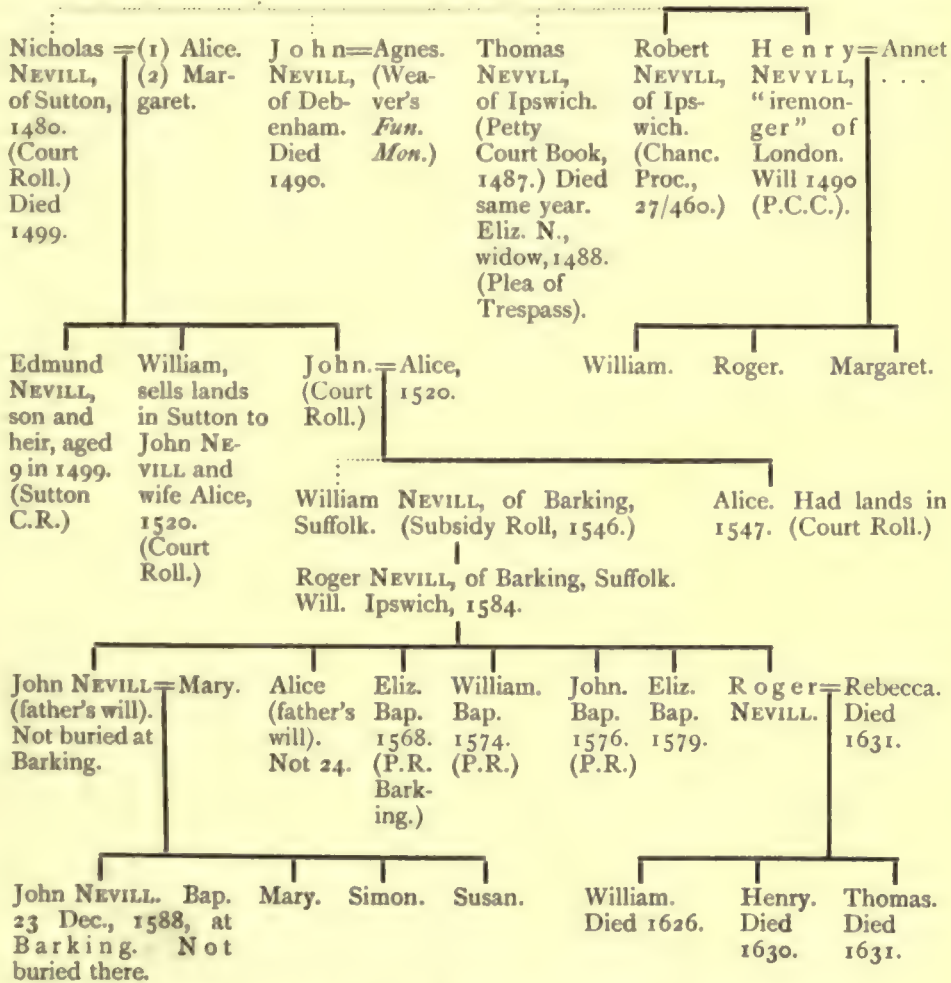 Nicholas = (1) Alice.
NEVILL, (2) Mar-
of Sutton, garet.
1480.
(Court
Roll.)
Died
1499.
John = Agnes.
NEVILL, (Wea-
of Deb- ver's
enham. Fun.
Died Mon.)
1490.
Thomas
NEVYLL,
of Ipswich.
(Petty
Court Book,
1487.) Died
same year.
Eliz. N.,
widow, 1488.
(Plea of
Trespass).
Robert
NEVYLL,
of Ips-
wich.
(Chanc.
Proc.,
27/460.)
Henry = Annet
NEVYLL, . . .
"iremon-
ger" of
London.
Will 1490
(P.C.C.).
Edmund
NEVILL,
son and
heir, aged
9 in 1499.
(Sutton
C.R.)
William,
sells lands
in Sutton to
John NE-
VILL and
wife Alice,
1520.
(Court
Roll.)
John. = Alice,
(Court 1520.
Roll.)
William. Roger. Margaret.
William NEVILL, of Barking,
Suffolk. (Subsidy Roll, 1546.)
Alice. Had lands in
1547. (Court Roll.)
Roger NEVILL, of Barking, Suffolk.
Will. Ipswich, 1584.
John NEVILL = Mary.
(father's will).
Not buried at
Barking.
Alice
(father's
will).
Not 24.
Eliz.
Bap.
1568.
(P.R.
Bark-
ing.)
William.
Bap.
1574.
(P.R.)
John.
Bap.
1576.
(P.R.)
Eliz.
Bap.
1579.
Roger = Rebecca.
NEVILL. Died
1631.
John NEVILL. Bap.
23 Dec., 1588, at
Barking. Not
buried there.
Mary. Simon. Susan.
William.
Died 1626.
Henry.
Died
1630.
Thomas.
Died
1631.